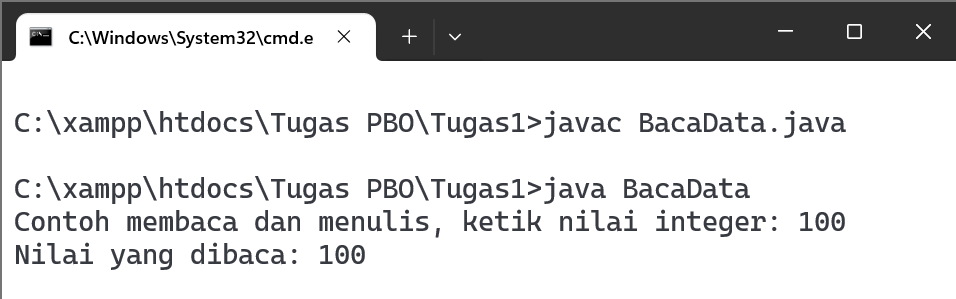 C:\Windows\System32\cmd.e
C:\xampp\htdocs\Tugas PBO\Tugas1>javac BacaData.java
C:\xampp\htdocs\Tugas PBO\Tugas1>java BacaData
Contoh membaca dan menulis, ketik nilai integer: 100
Nilai yang dibaca: 100